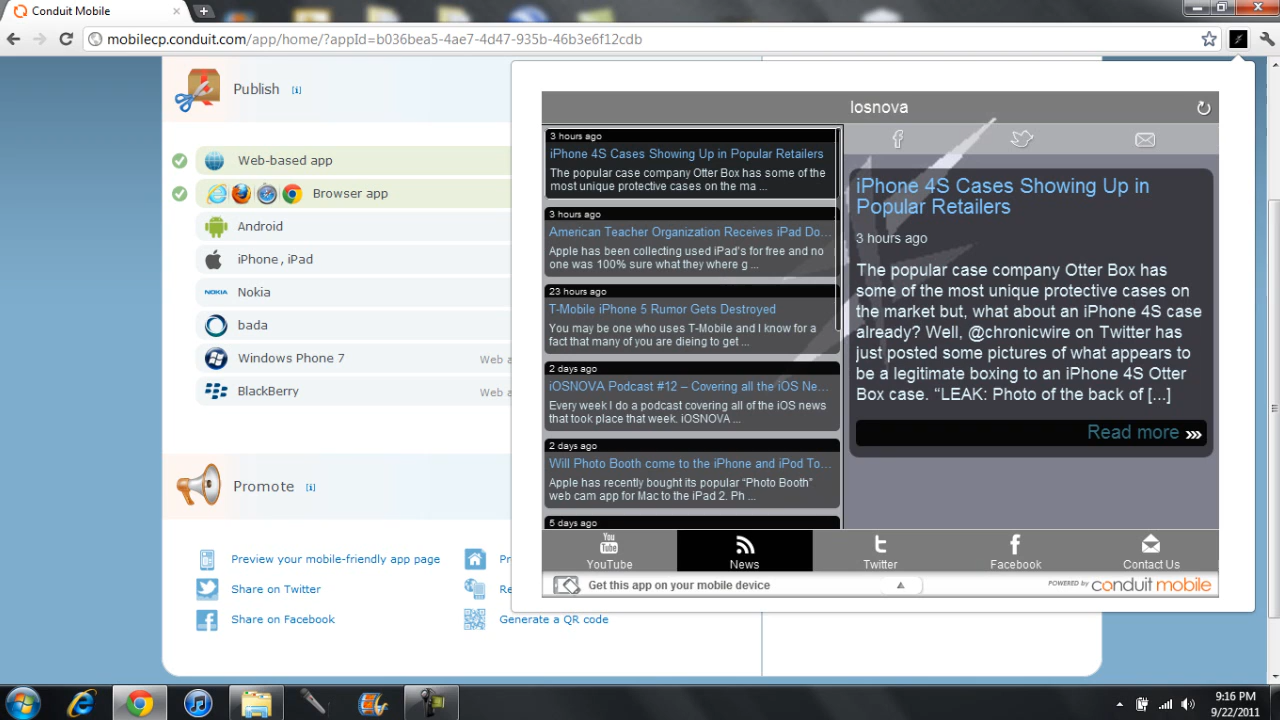 Conduit Mobile
mobilecp.conduit.com/app/home/?appId=b036bea5-4ae7-4d47-935b-46b3e6f12cdb
Publish [i]
Web-based app
Browser app
Android
iPhone , iPad
Nokia
NOKIA
bada
Windows Phone 7
Web a
BlackBerry
Web a
Promote [i]
Preview your mobile-friendly app page
Pr
Share on Twitter
Re
Share on Facebook
Generate a QR code
Iosnova
3 hours ago
iPhone 4S Cases Showing Up in Popular Retailers
The popular case company Otter Box has some of the
most unique protective cases on the ma ...
3 hours ago
American Teacher Organization Receives iPad Do...
Apple has been collecting used iPad's for free and no
one was 100% sure what they where g ...
23 hours ago
T-Mobile iPhone 5 Rumor Gets Destroyed
You may be one who uses T-Mobile and I know for a
fact that many of you are dieing to get ...
2 days ago
iOSNOVA Podcast #12 – Covering all the iOS Ne...
Every week I do a podcast covering all of the iOS news
that took place that week. iOSNOVA ...
2 days ago
Will Photo Booth come to the iPhone and iPod To...
Apple has recently bought its popular “Photo Booth”
web cam app for Mac to the iPad 2. Ph ...
5 days ago
iPhone 4S Cases Showing Up in
Popular Retailers
3 hours ago
The popular case company Otter Box has
some of the most unique protective cases on
the market but, what about an iPhone 4S case
already? Well, @chronicwire on Twitter has
just posted some pictures of what appears to
be a legitimate boxing to an iPhone 4S Otter
Box case. “LEAK: Photo of the back of [...]
Read more
You
Tube
YouTube
News
Twitter
Facebook
Contact Us
Get this app on your mobile device
POWERED BY conduit mobile
9:16 PM
9/22/2011